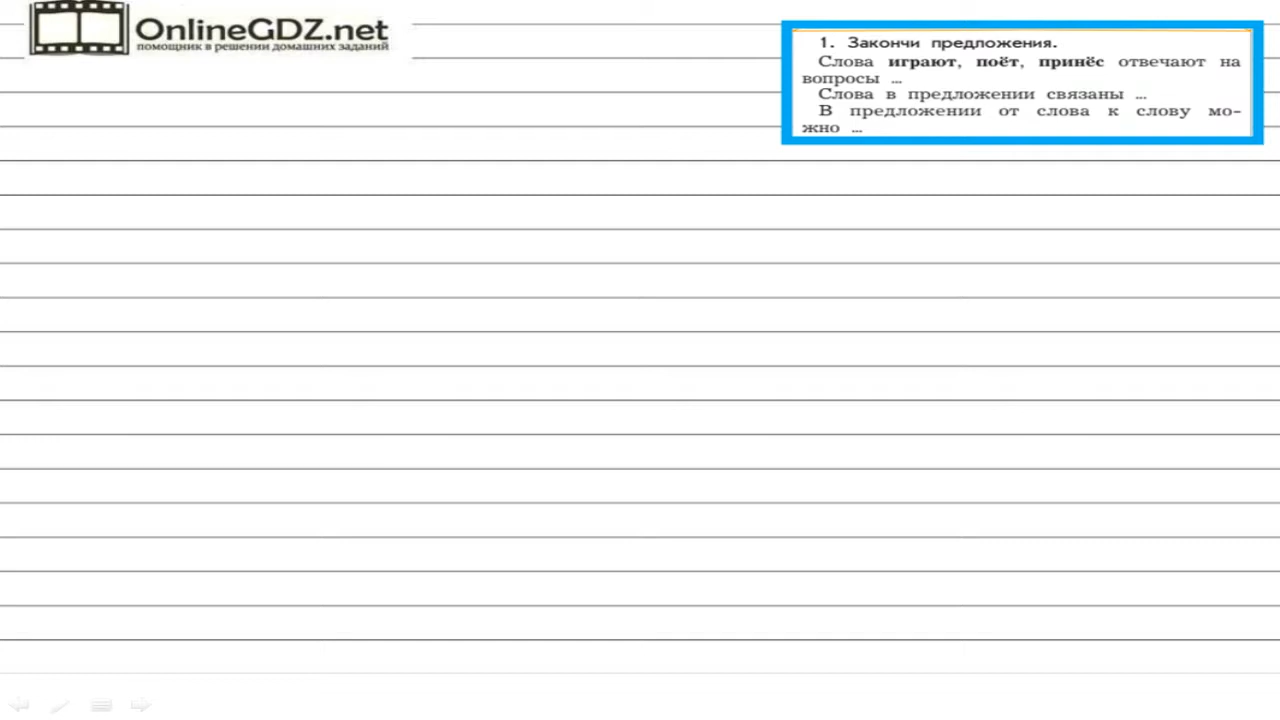 OnlineGDZ.net
помощник в решении домашних заданий
1. Закончи предложения.
Слова играют, поёт, принёс отвечают на
вопросы ...
Слова в предложении связаны ...
В предложении от слова к слову мо-
жно ...